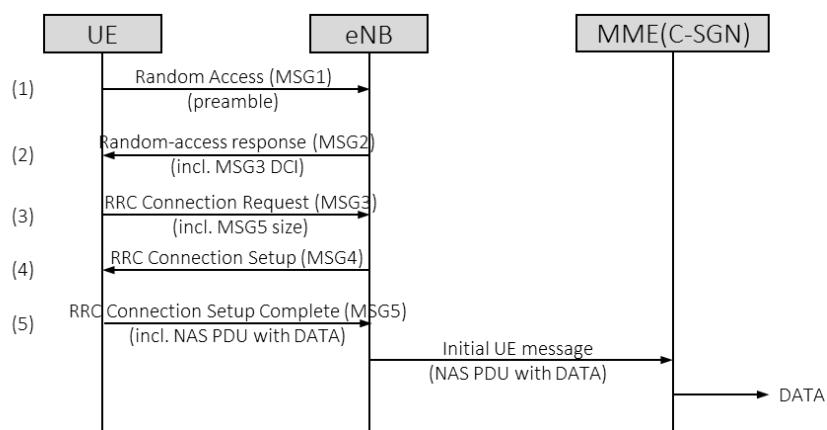 UE eNB MME(C-SGN)
(1) Random Access (MSG1)
(preamble)
(2) Random-access response (MSG2)
(incl. MSG3 DCI)
(3) RRC Connection Request (MSG3)
(incl. MSG5 size)
(4) RRC Connection Setup (MSG4)
(5) RRC Connection Setup Complete (MSG5)
(incl. NAS PDU with DATA)
Initial UE message
(NAS PDU with DATA)
DATA